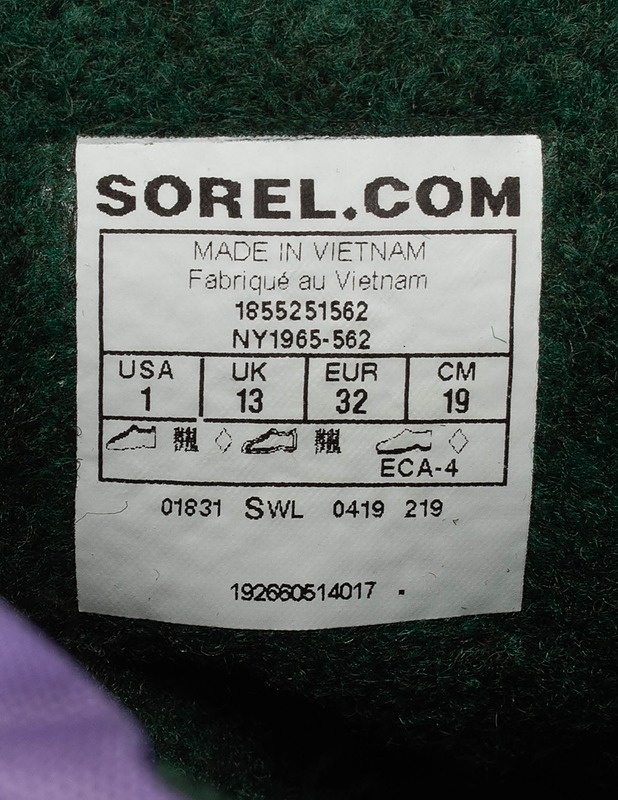 SOREL.COM
MADE IN VIETNAM
Fabriqué au Vietnam
1855251562
NY1965-562
USA UK EUR CM
1 13 32 19
ECA-4
01831 SWL 0419 219
192660514017